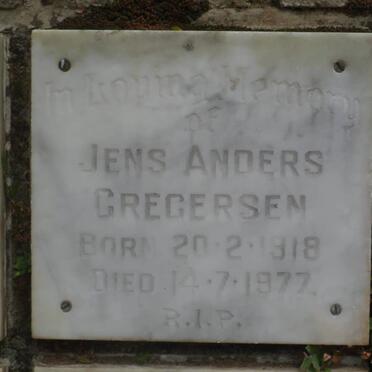 In Loving Memory
of
JENS ANDERS
GREGERSEN
BORN 20·2·1918
DIED 14·7·1977.
R.I.P.